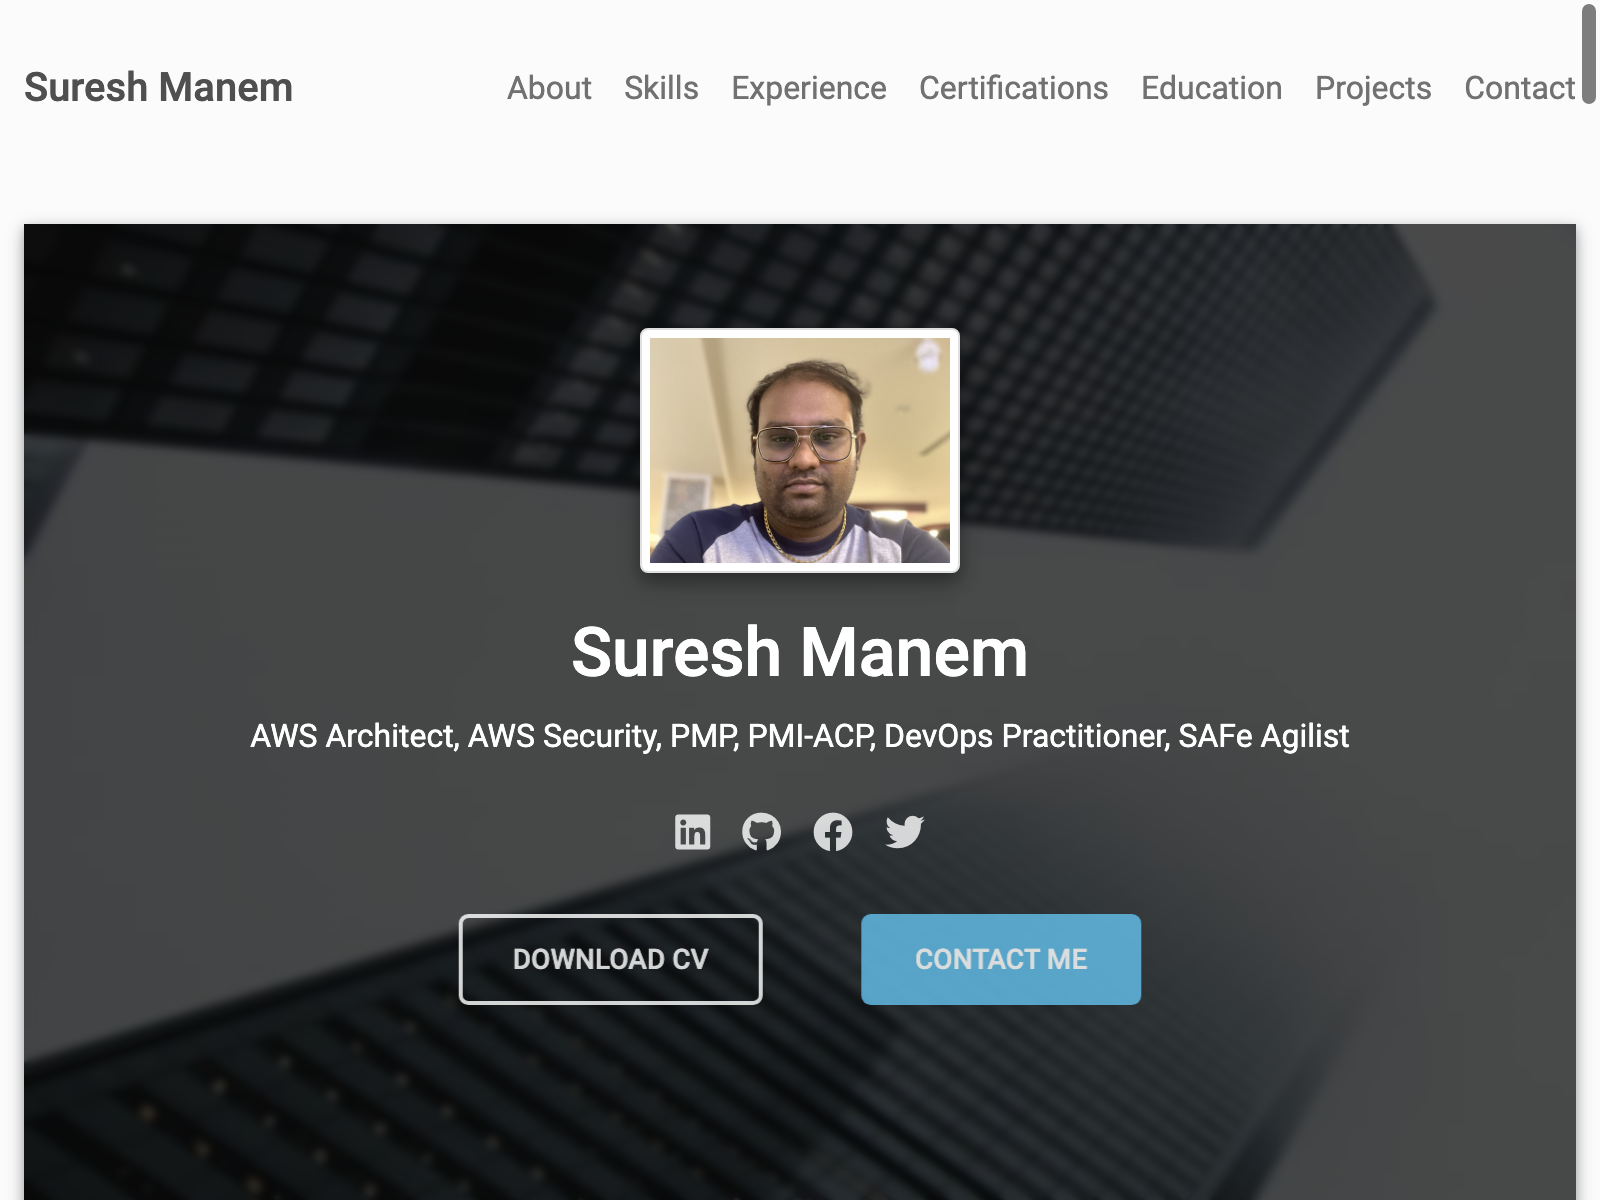 Suresh Manem
About Skills Experience Certifications Education Projects Contact
Suresh Manem
AWS Architect, AWS Security, PMP, PMI-ACP, DevOps Practitioner, SAFe Agilist
DOWNLOAD CV
CONTACT ME